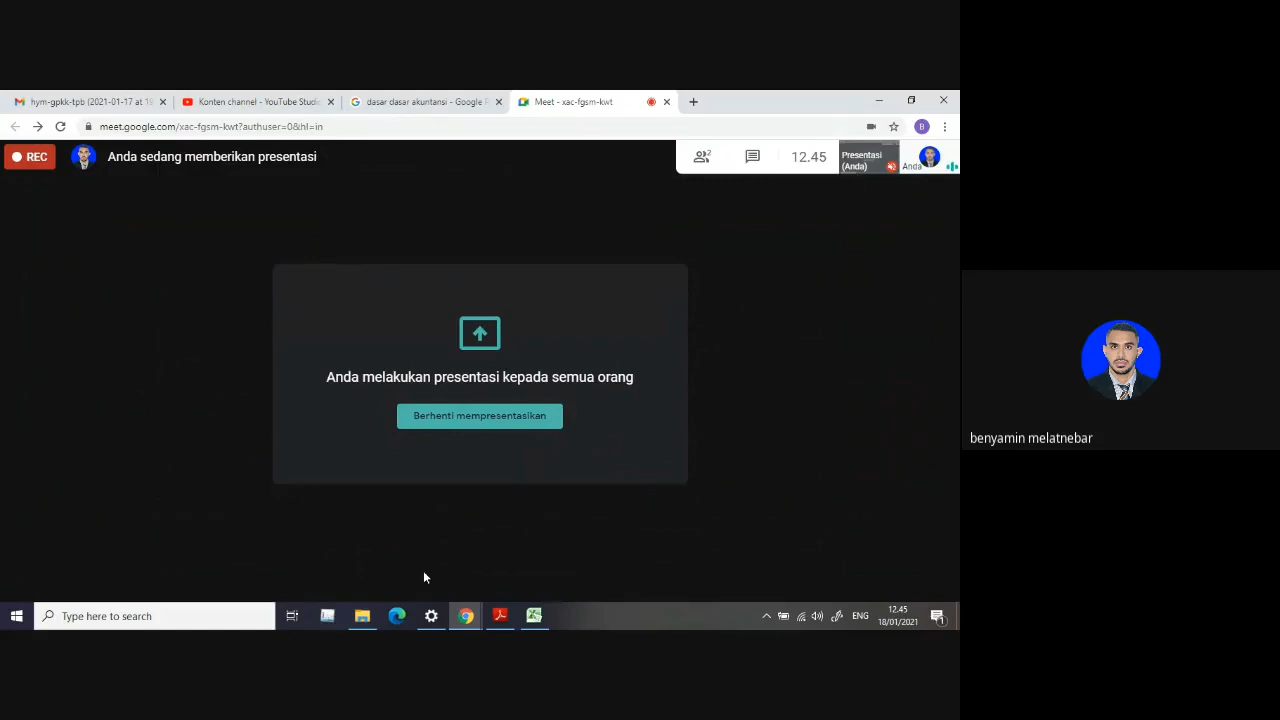 hym-gpkk-tpb (2021-01-17 at 19
Konten channel - YouTube Studi
dasar dasar akuntansi - Google
Meet - xac-fgsm-kwt
meet.google.com/xac-fgsm-kwt?authuser=0&hl=in
REC
Anda sedang memberikan presentasi
2
12.45
Presentasi
(Anda)
Anda
Anda melakukan presentasi kepada semua orang
Berhenti mempresentasikan
benyamin melatnebar
Type here to search
ENG
12.45
18/01/2021
1